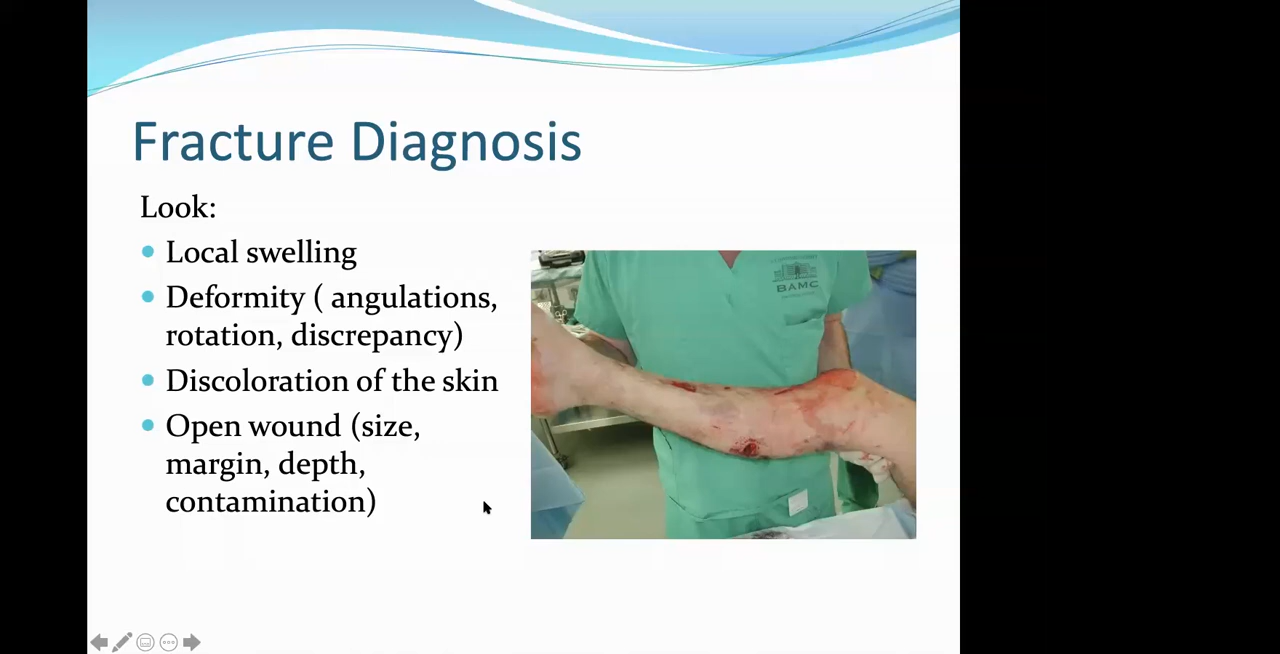 Fracture Diagnosis
Look:
Local swelling
Deformity ( angulations,
rotation, discrepancy)
Discoloration of the skin
Open wound (size,
margin, depth,
contamination)
BAMC